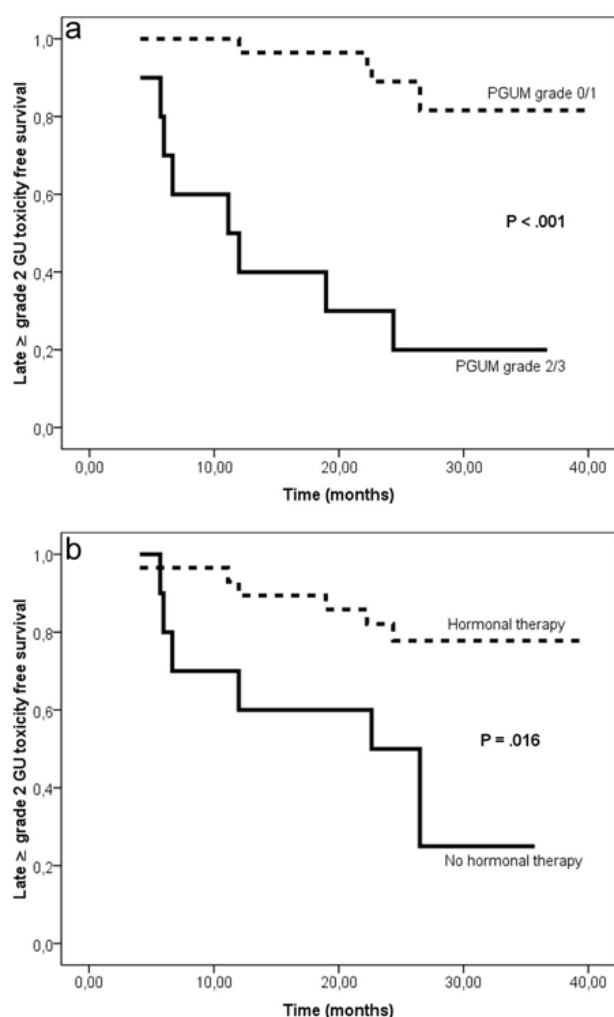 a
Late ≥ grade 2 GU toxicity free survival
1,0
0,8
0,6
0,4
0,2
0,0
PGUM grade 0/1
P < .001
PGUM grade 2/3
0,00 10,00 20,00 30,00 40,00
Time (months)
b
Late ≥ grade 2 GU toxicity free survival
1,0
0,8
0,6
0,4
0,2
0,0
Hormonal therapy
P = .016
No hormonal therapy
0,00 10,00 20,00 30,00 40,00
Time (months)